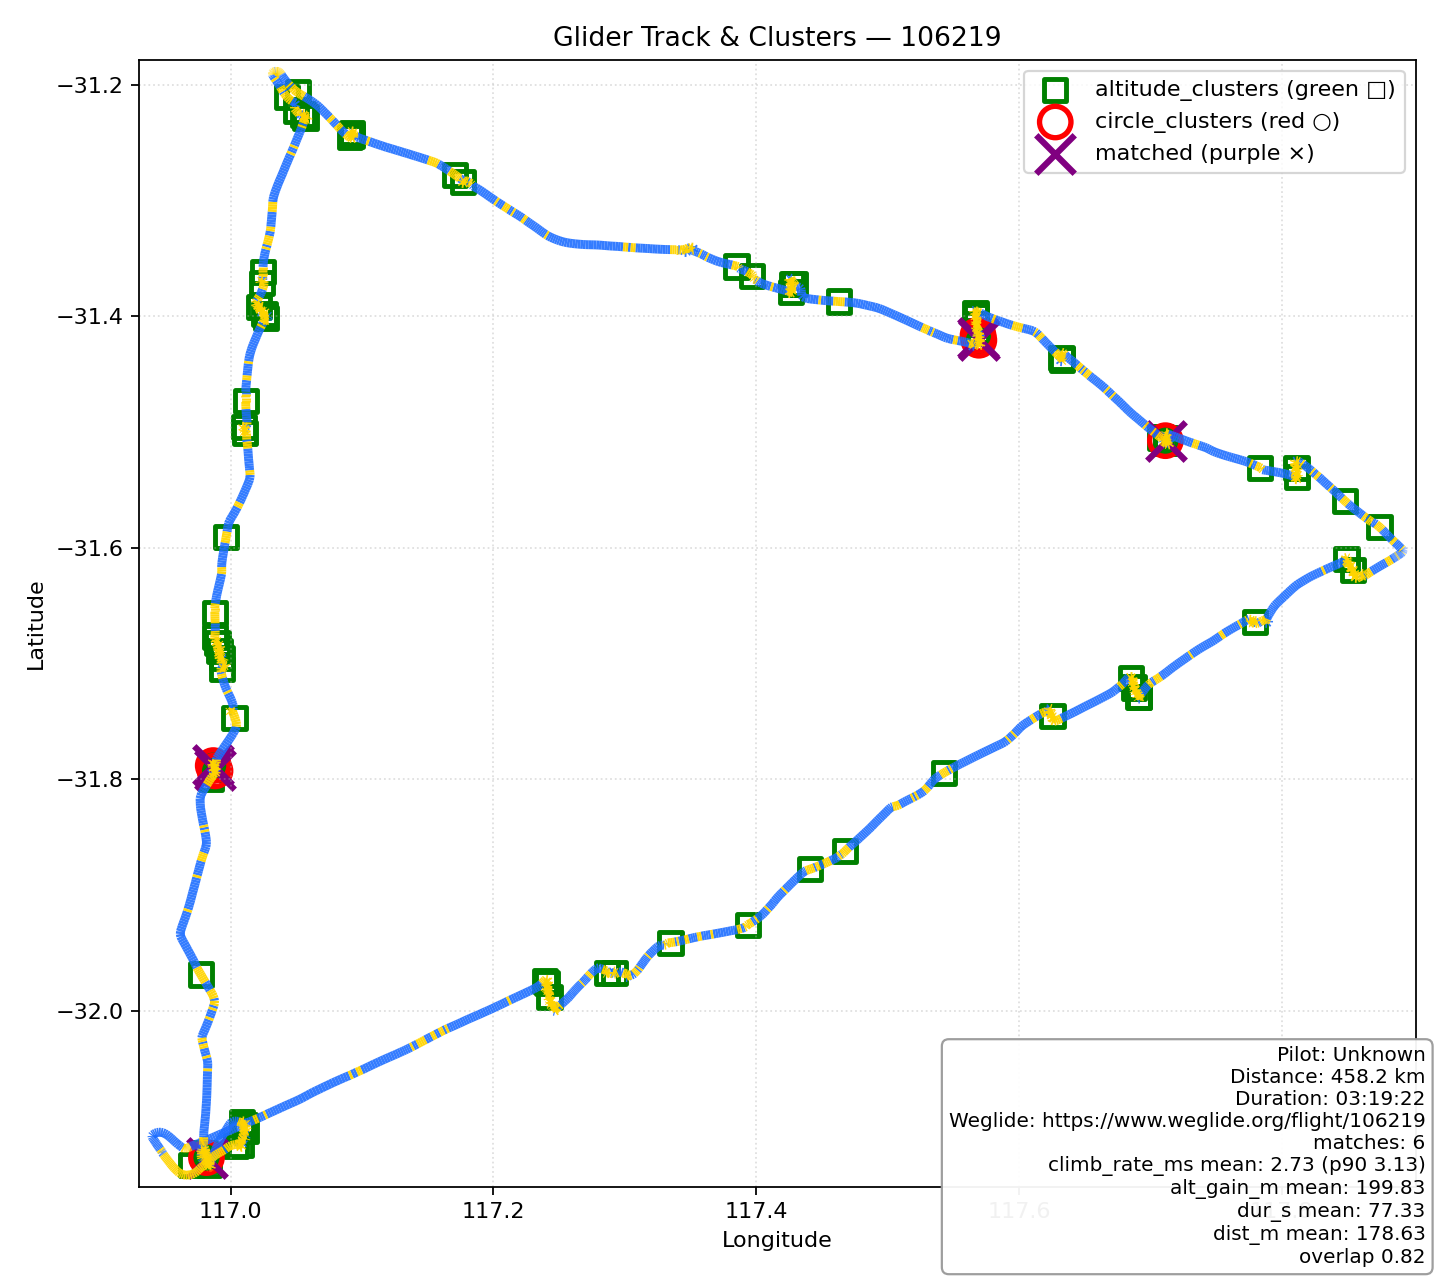 Glider Track & Clusters — 106219
altitude_clusters (green □)
circle_clusters (red ○)
matched (purple ×)
Latitude
−31.2
−31.4
−31.6
−31.8
−32.0
117.0
117.2
117.4
117.6
Longitude
Pilot: Unknown
Distance: 458.2 km
Duration: 03:19:22
Weglide: https://www.weglide.org/flight/106219
matches: 6
climb_rate_ms mean: 2.73 (p90 3.13)
alt_gain_m mean: 199.83
dur_s mean: 77.33
dist_m mean: 178.63
overlap 0.82